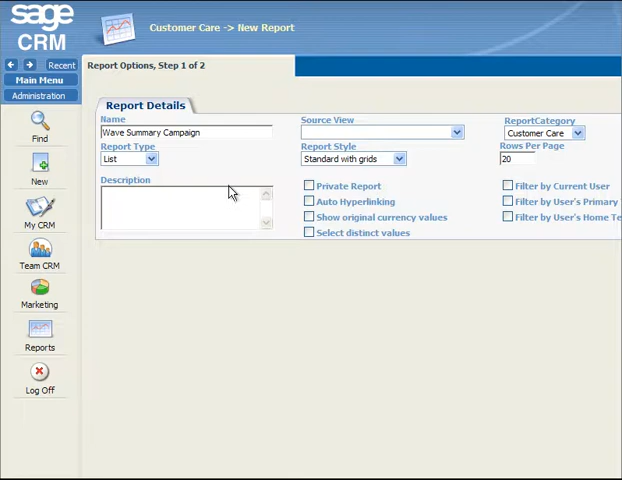 sage
CRM
Customer Care -> New Report
Recent
Report Options, Step 1 of 2
Main Menu
Administration
Report Details
Name
Source View
ReportCategory
Wave Summary Campaign
Customer Care
Report Type
Report Style
Rows Per Page
List
Standard with grids
20
Description
Private Report
Filter by Current User
Auto Hyperlinking
Filter by User's Primary
Show original currency values
Filter by User's Home Te
Select distinct values
Find
New
My CRM
Team CRM
Marketing
Reports
Log Off